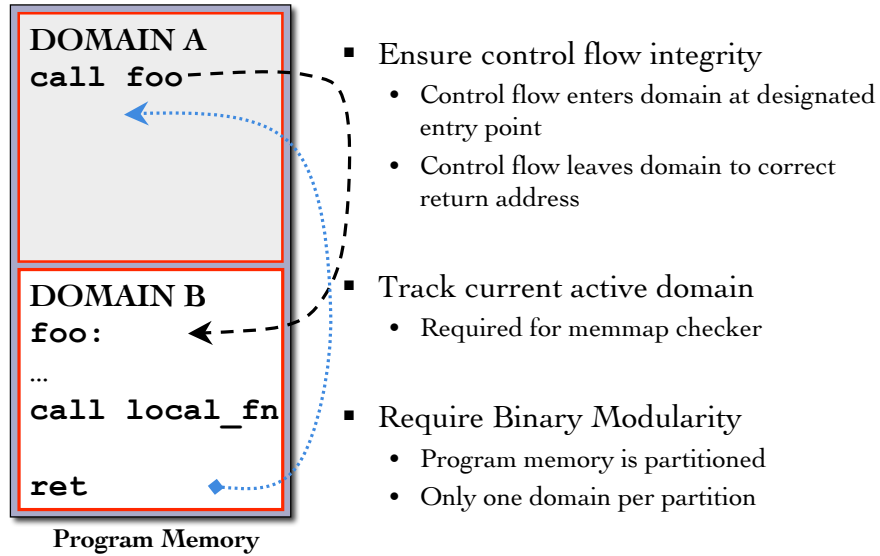 DOMAIN A
call foo
DOMAIN B
foo:
...
call local_fn
ret
Program Memory
▪ Ensure control flow integrity
• Control flow enters domain at designated
entry point
• Control flow leaves domain to correct
return address
▪ Track current active domain
• Required for memmap checker
▪ Require Binary Modularity
• Program memory is partitioned
• Only one domain per partition